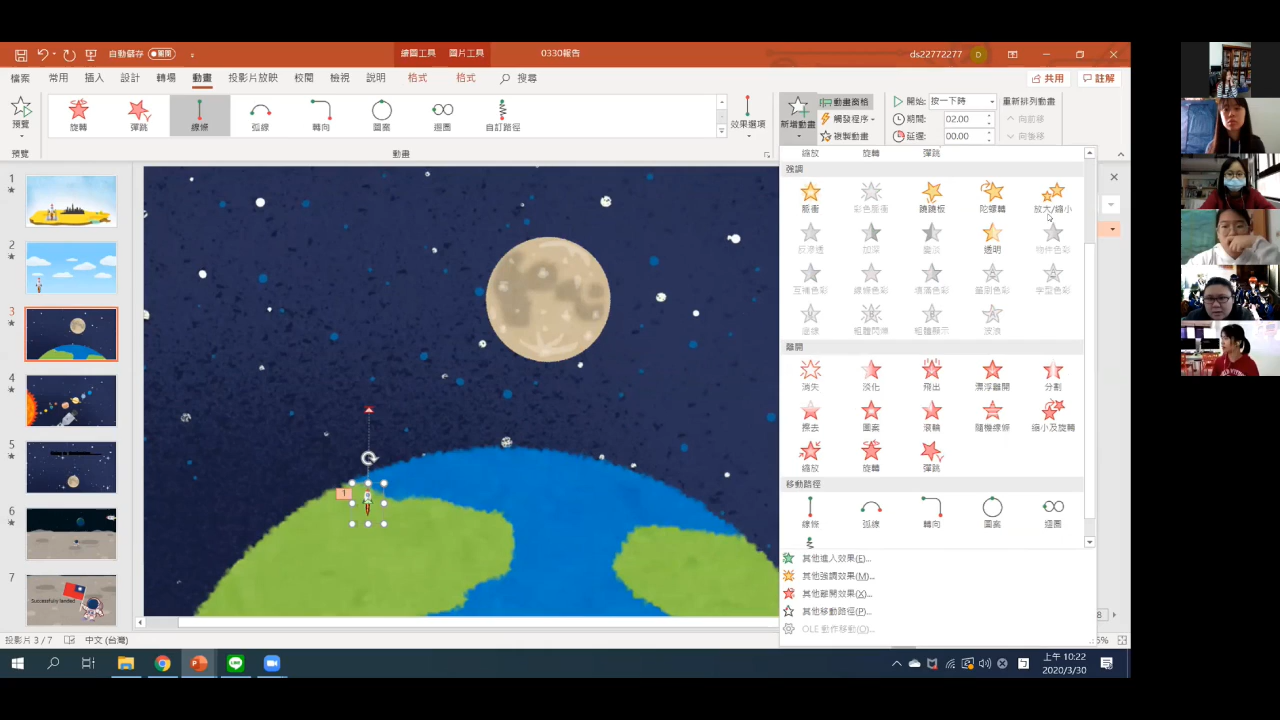 自動儲存 關閉
繪圖工具 圖片工具 0330報告 ds22772277 D
檔案 常用 插入 設計 轉場 動畫 投影片放映 校閱 檢視 說明 格式 格式 搜尋 共用 註解
預覽 旋轉 彈跳 線條 弧線 轉向 圖案 迴圈 自訂路徑 效果選項 新增動畫
動畫窗格 開始: 按一下時 重新排列動畫
觸發程序 期間: 02.00 向前移
複製動畫 延遲: 00.00 向後移
預覽 動畫
縮放 旋轉 彈跳
強調
脈衝 彩色脈衝 蹺蹺板 陀螺轉 放大/縮小
反滲透 加深 變淡 透明 物件色彩
互補色彩 線條色彩 填滿色彩 筆刷色彩 字型色彩
底線 粗體閃爍 粗體顯示 波浪
離開
消失 淡化 飛出 漂浮離開 分割
擦去 圖案 滾輪 隨機線條 縮小及旋轉
縮放 旋轉 彈跳
移動路徑
線條 弧線 轉向 圖案 迴圈
其他進入效果(E)...
其他強調效果(M)...
其他離開效果(X)...
其他移動路徑(P)...
OLE 動作移動(O)...
1
2
3
4
5
6
7
Successfully landed
1
投影片 3 / 7 中文 (台灣)
上午 10:22
2020/3/30